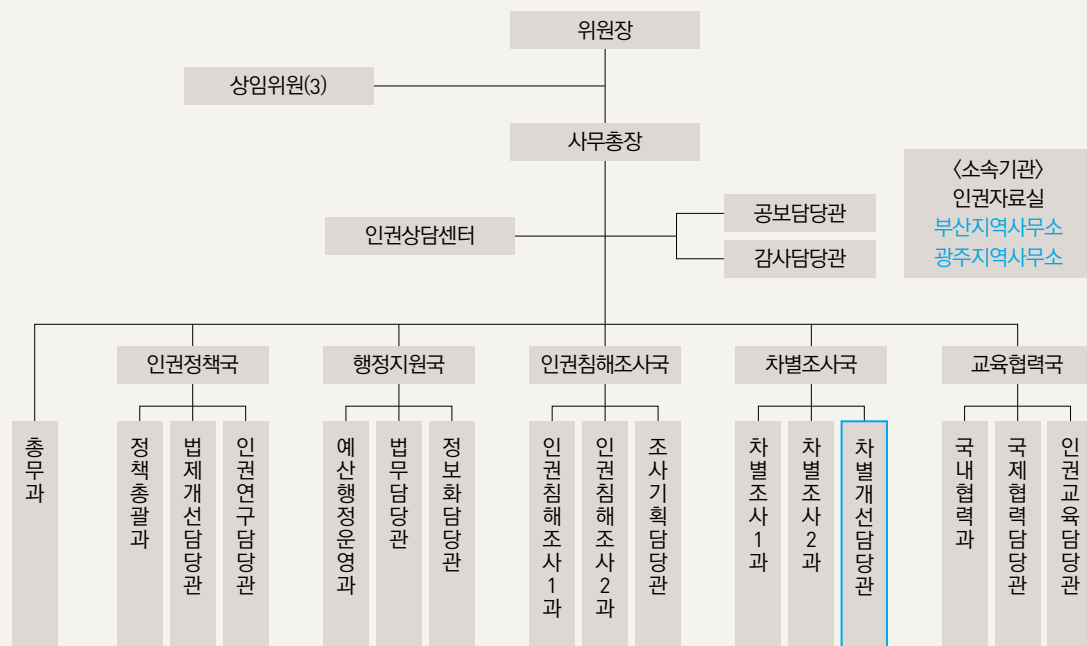 위원장
상임위원(3)
사무총장
〈소속기관〉
인권자료실
부산지역사무소
광주지역사무소
공보담당관
인권상담센터
감사담당관
인권정책국
행정지원국
인권침해조사국
차별조사국
교육협력국
총무과
정책총괄과
법제개선담당관
인권연구담당관
예산행정운영과
법무담당관
정보화담당관
인권침해조사1과
인권침해조사2과
조사기획담당관
차별조사1과
차별조사2과
차별개선담당관
국내협력과
국제협력담당관
인권교육담당관